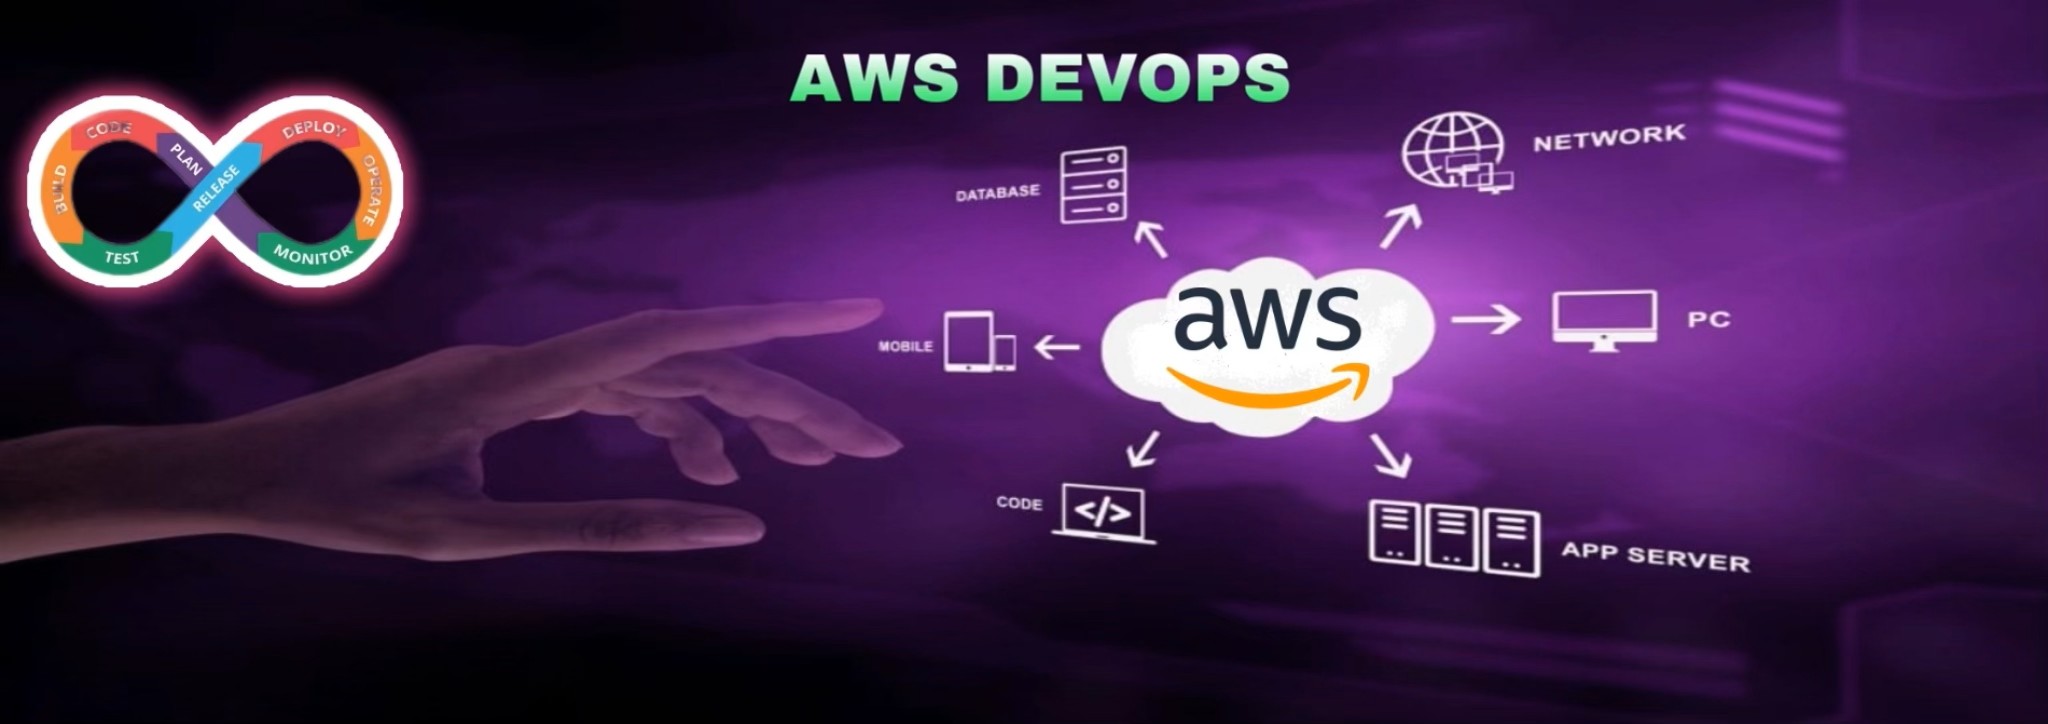 AWS DEVOPS
CODE
PLAN
RELEASE
DEPLOY
OPERATE
MONITOR
TEST
BUILD
DATABASE
NETWORK
aws
MOBILE
PC
CODE
</>
APP SERVER